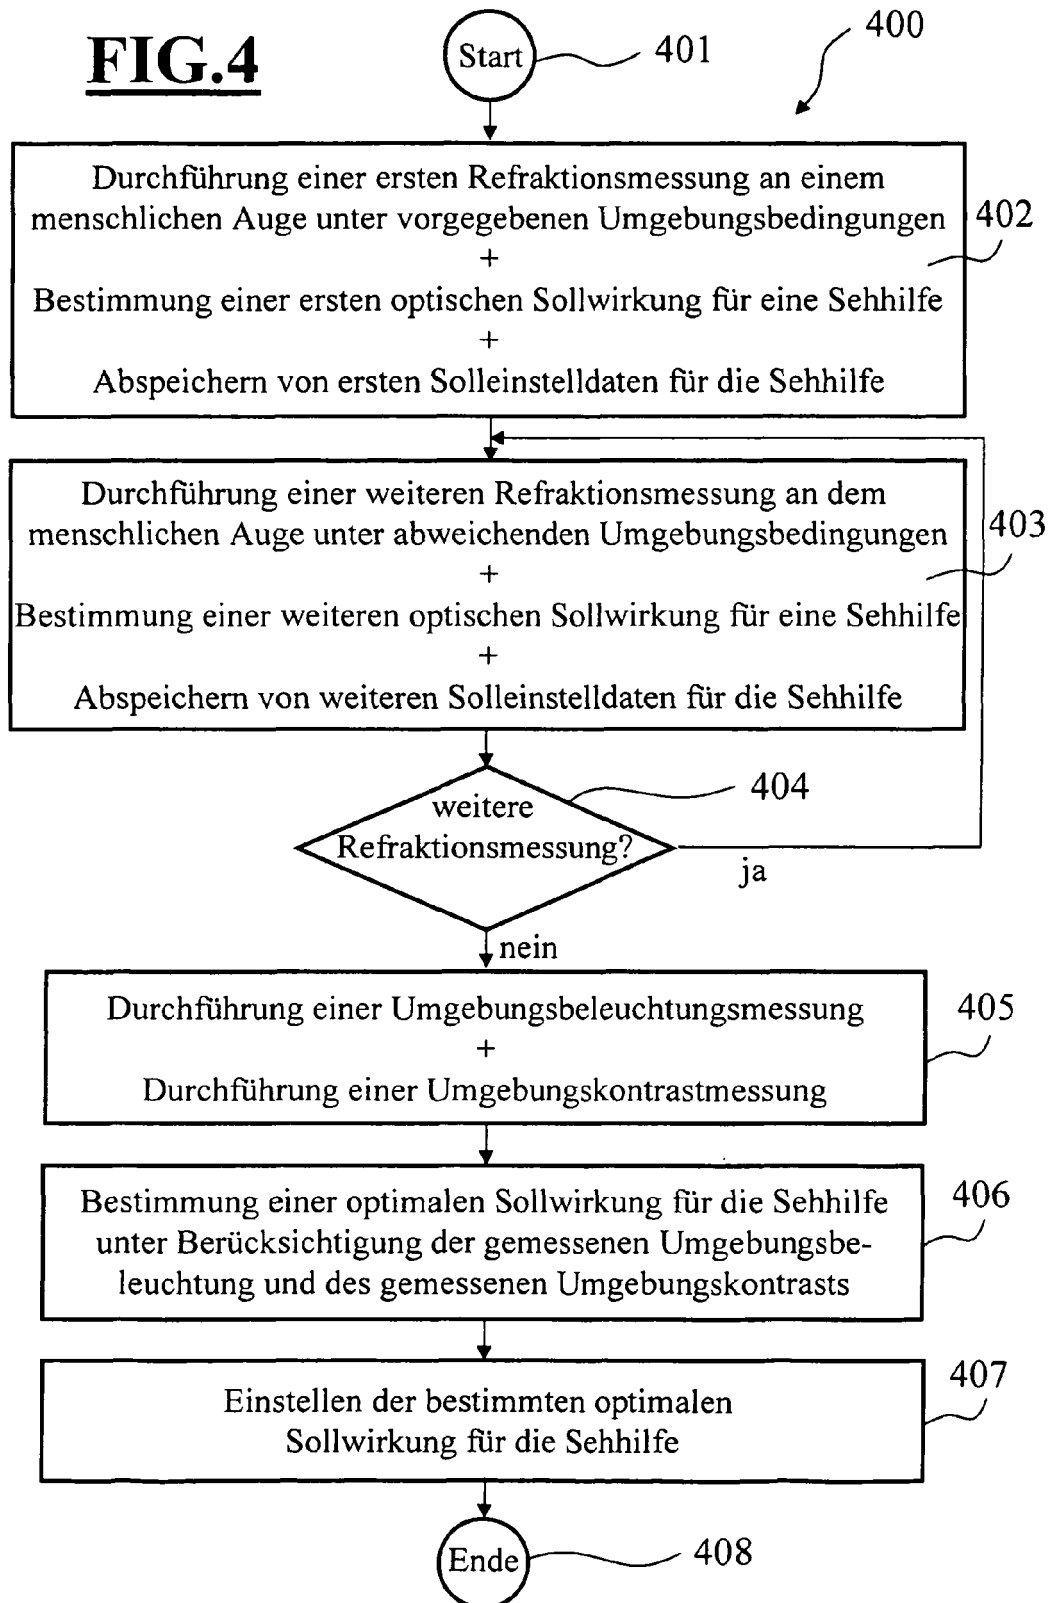 FIG.4
Start
401
400
Durchführung einer ersten Refraktionsmessung an einem
menschlichen Auge unter vorgegebenen Umgebungsbedingungen
+
Bestimmung einer ersten optischen Sollwirkung für eine Sehhilfe
+
Abspeichern von ersten Solleinstelldaten für die Sehhilfe
402
Durchführung einer weiteren Refraktionsmessung an dem
menschlichen Auge unter abweichenden Umgebungsbedingungen
+
Bestimmung einer weiteren optischen Sollwirkung für eine Sehhilfe
+
Abspeichern von weiteren Solleinstelldaten für die Sehhilfe
403
weitere
Refraktionsmessung?
404
ja
nein
Durchführung einer Umgebungsbeleuchtungsmessung
+
Durchführung einer Umgebungskontrastmessung
405
Bestimmung einer optimalen Sollwirkung für die Sehhilfe
unter Berücksichtigung der gemessenen Umgebungsbe-
leuchtung und des gemessenen Umgebungskontrasts
406
Einstellen der bestimmten optimalen
Sollwirkung für die Sehhilfe
407
Ende
408